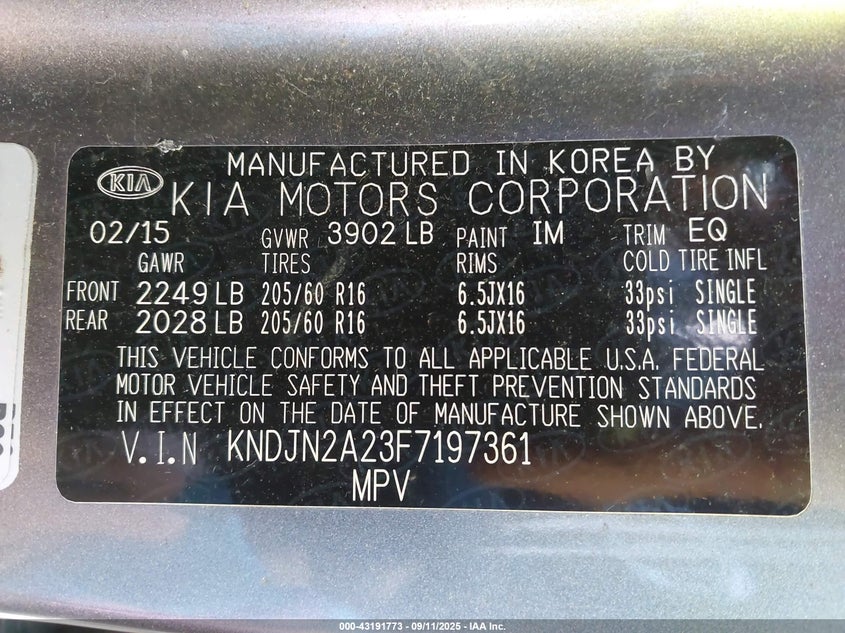 MANUFACTURED IN KOREA BY
KIA KIA MOTORS CORPORATION
02/15 GVWR 3902 LB PAINT IM TRIM EQ
GAWR TIRES RIMS COLD TIRE INFL
FRONT 2249 LB 205/60 R16 6.5JX16 33psi SINGLE
REAR 2028 LB 205/60 R16 6.5JX16 33psi SINGLE
THIS VEHICLE CONFORMS TO ALL APPLICABLE U.S.A. FEDERAL
MOTOR VEHICLE SAFETY AND THEFT PREVENTION STANDARDS
IN EFFECT ON THE DATE OF MANUFACTURE SHOWN ABOVE.
V.I.N KNDJN2A23F7197361
MPV
000-43191773 - 09/11/2025 - IAA Inc.